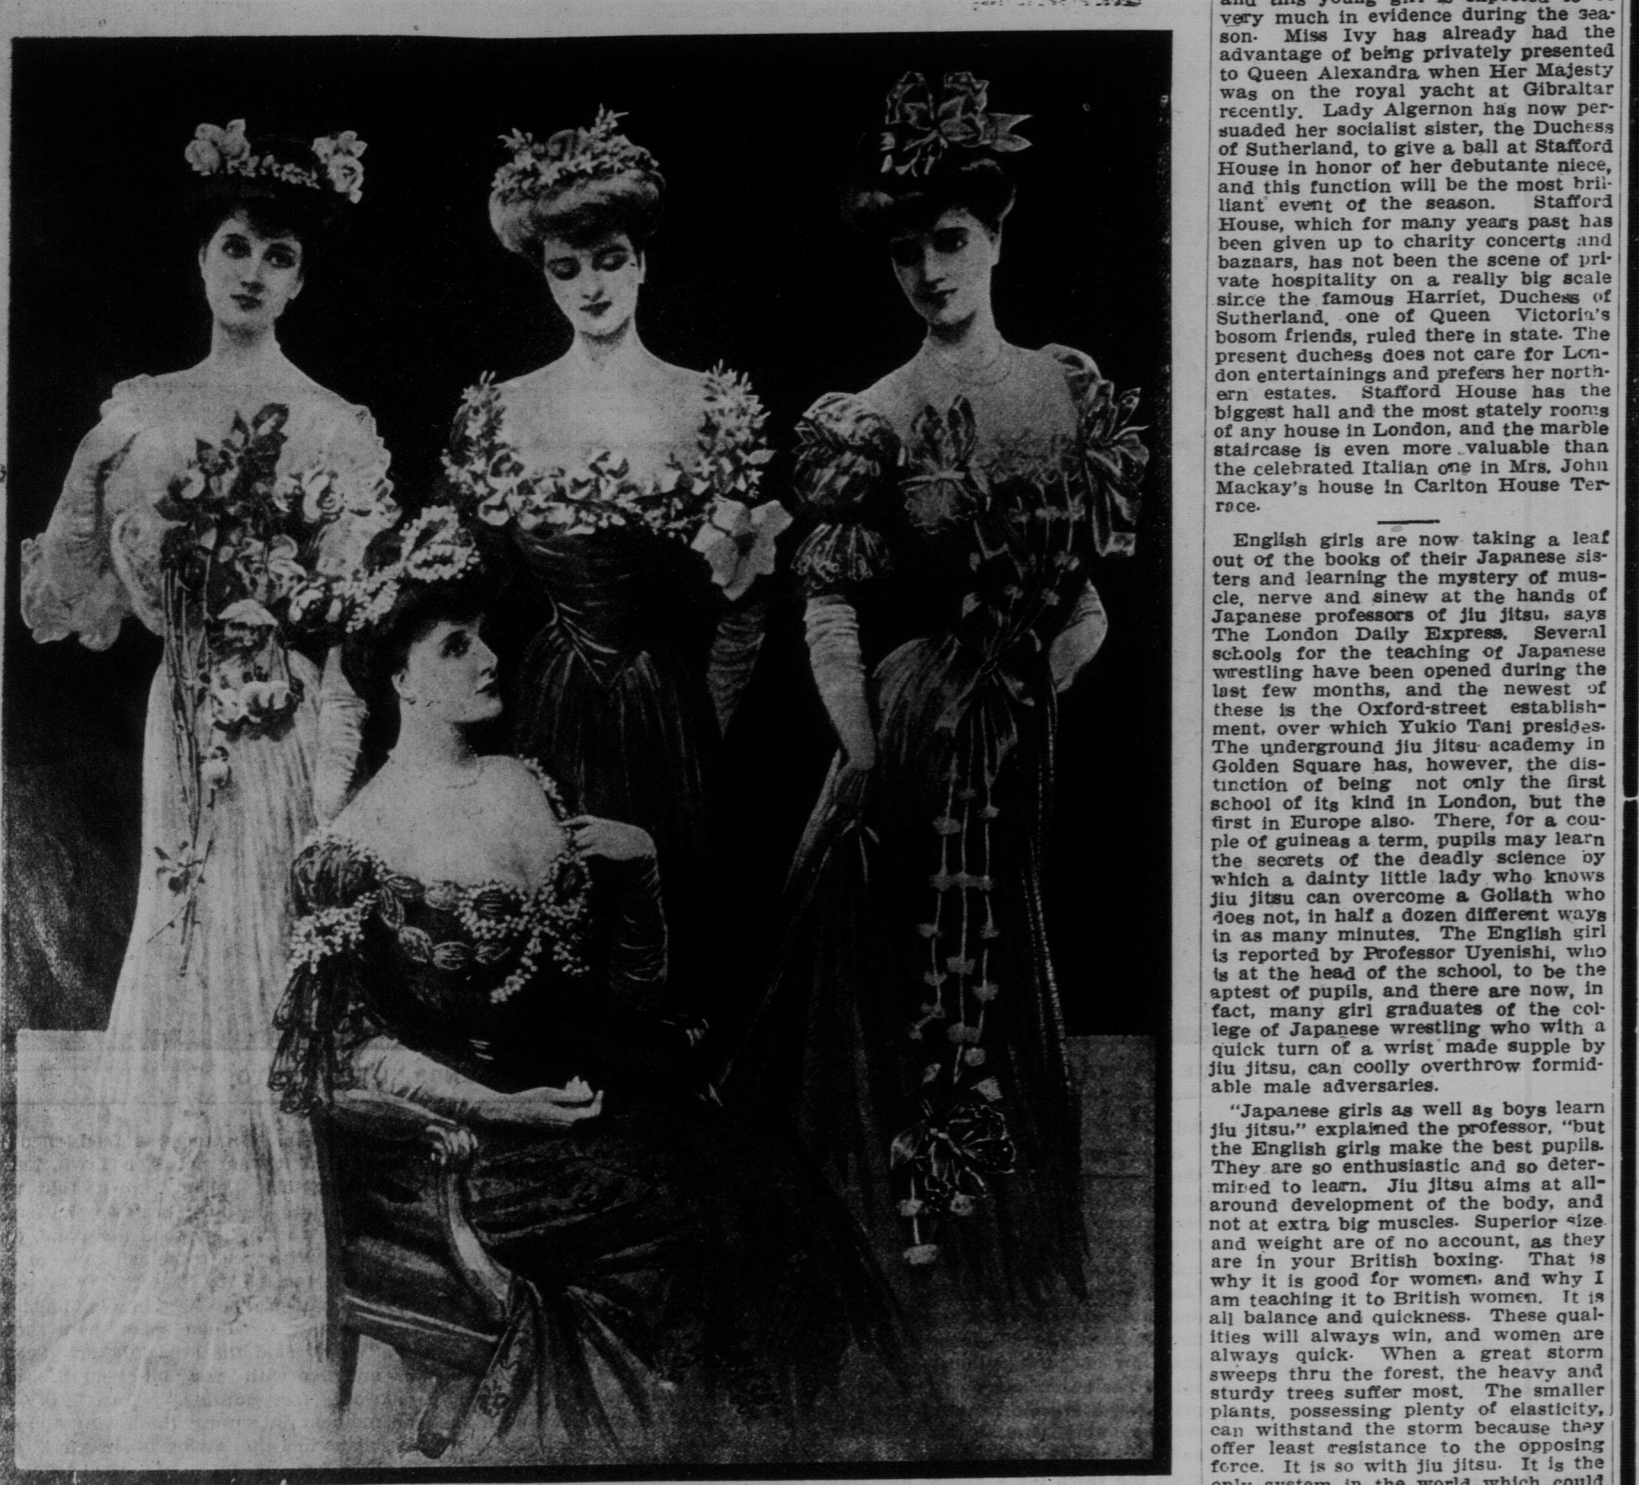 very much in evidence during the sea-
son. Miss Ivy has already had the
advantage of being privately presented
to Queen Alexandra when Her Majesty
was on the royal yacht at Gibraltar
recently. Lady Algernon has now per-
suaded her socialist sister, the Duchess
of Sutherland, to give a ball at Stafford
House in honor of her debutante niece,
and this function will be the most bril-
liant event of the season. Stafford
House, which for many years past has
been given up to charity concerts and
bazaars, has not been the scene of pri-
vate hospitality on a really big scale
since the famous Harriet, Duchess of
Sutherland, one of Queen Victoria's
bosom friends, ruled there in state. The
present duchess does not care for Lon-
don entertainings and prefers her north-
ern estates. Stafford House has the
biggest hall and the most stately rooms
of any house in London, and the marble
staircase is even more valuable than
the celebrated Italian one in Mrs. John
Mackay's house in Carlton House Ter-
race.
English girls are now taking a leaf
out of the books of their Japanese sis-
ters and learning the mystery of mus-
cle, nerve and sinew at the hands of
Japanese professors of jiu jitsu, says
The London Daily Express. Several
schools for the teaching of Japanese
wrestling have been opened during the
last few months, and the newest of
these is the Oxford-street establish-
ment, over which Yukio Tani presides.
The underground jiu jitsu academy in
Golden Square has, however, the dis-
tinction of being not only the first
school of its kind in London, but the
first in Europe also. There, for a cou-
ple of guineas a term, pupils may learn
the secrets of the deadly science by
which a dainty little lady who knows
jiu jitsu can overcome a Goliath who
does not, in half a dozen different ways
in as many minutes. The English girl
is reported by Professor Uyenishi, who
is at the head of the school, to be the
aptest of pupils, and there are now, in
fact, many girl graduates of the col-
lege of Japanese wrestling who with a
quick turn of a wrist made supple by
jiu jitsu, can coolly overthrow formid-
able male adversaries.
"Japanese girls as well as boys learn
jiu jitsu," explained the professor, "but
the English girls make the best pupils.
They are so enthusiastic and so deter-
mired to learn. Jiu jitsu aims at all-
around development of the body, and
not at extra big muscles. Superior size
and weight are of no account, as they
are in your British boxing. That is
why it is good for women, and why I
am teaching it to British women. It is
all balance and quickness. These qual-
ities will always win, and women are
always quick. When a great storm
sweeps thru the forest, the heavy and
sturdy trees suffer most. The smaller
plants, possessing plenty of elasticity,
can withstand the storm because they
offer least resistance to the opposing
force. It is so with jiu jitsu. It is the
only system in the world which could